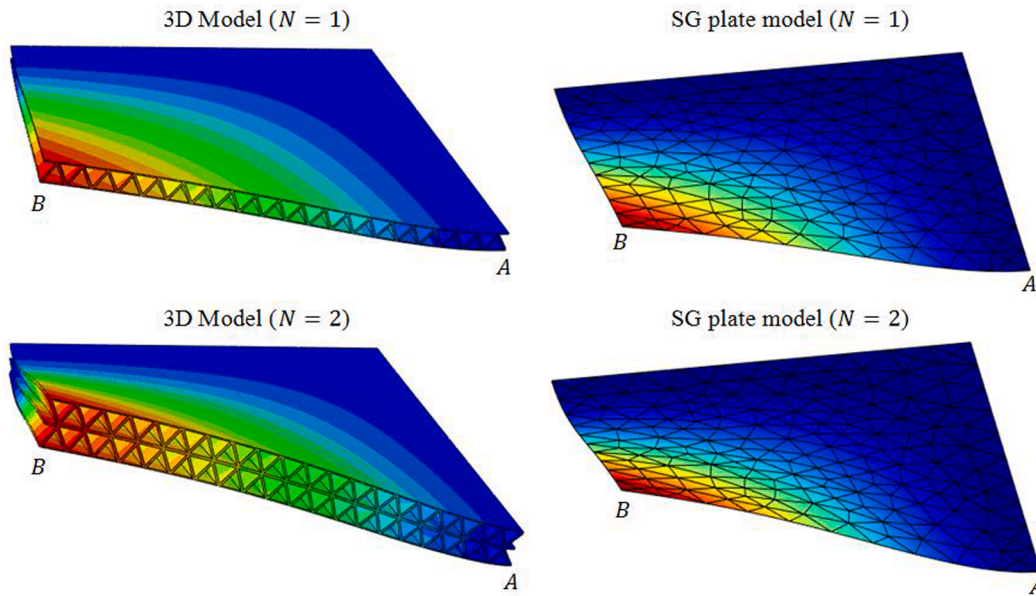 3D Model (N = 1)
SG plate model (N = 1)
B
A
B
A
3D Model (N = 2)
SG plate model (N = 2)
B
A
B
A